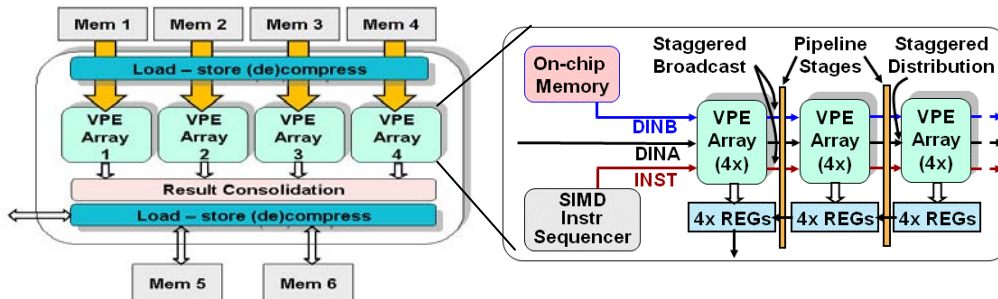 Mem 1
Mem 2
Mem 3
Mem 4
Load – store (de)compress
VPE
Array
1
VPE
Array
2
VPE
Array
3
VPE
Array
4
Result Consolidation
Load – store (de)compress
Mem 5
Mem 6
Staggered
Broadcast
Pipeline
Stages
Staggered
Distribution
On-chip
Memory
DINB
DINA
INST
SIMD
Instr
Sequencer
VPE
Array
(4x)
VPE
Array
(4x)
VPE
Array
(4x)
4x REGs
4x REGs
4x REGs